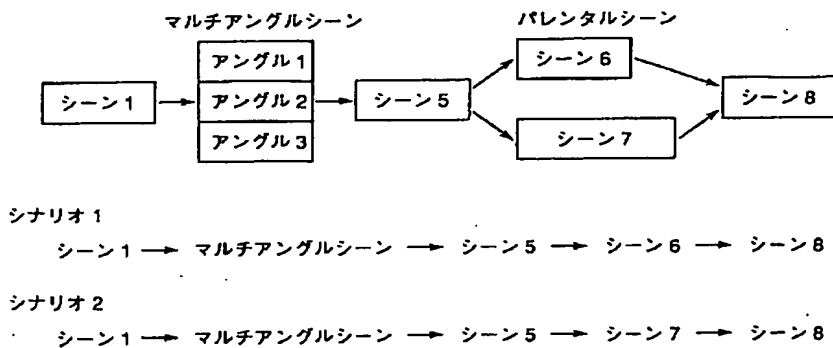 マルチアングルシーン
パレンタルシーン
シーン1
アングル1
アングル2
アングル3
シーン5
シーン6
シーン7
シーン8
シナリオ1
シーン1 → マルチアングルシーン → シーン5 → シーン6 → シーン8
シナリオ2
シーン1 → マルチアングルシーン → シーン5 → シーン7 → シーン8